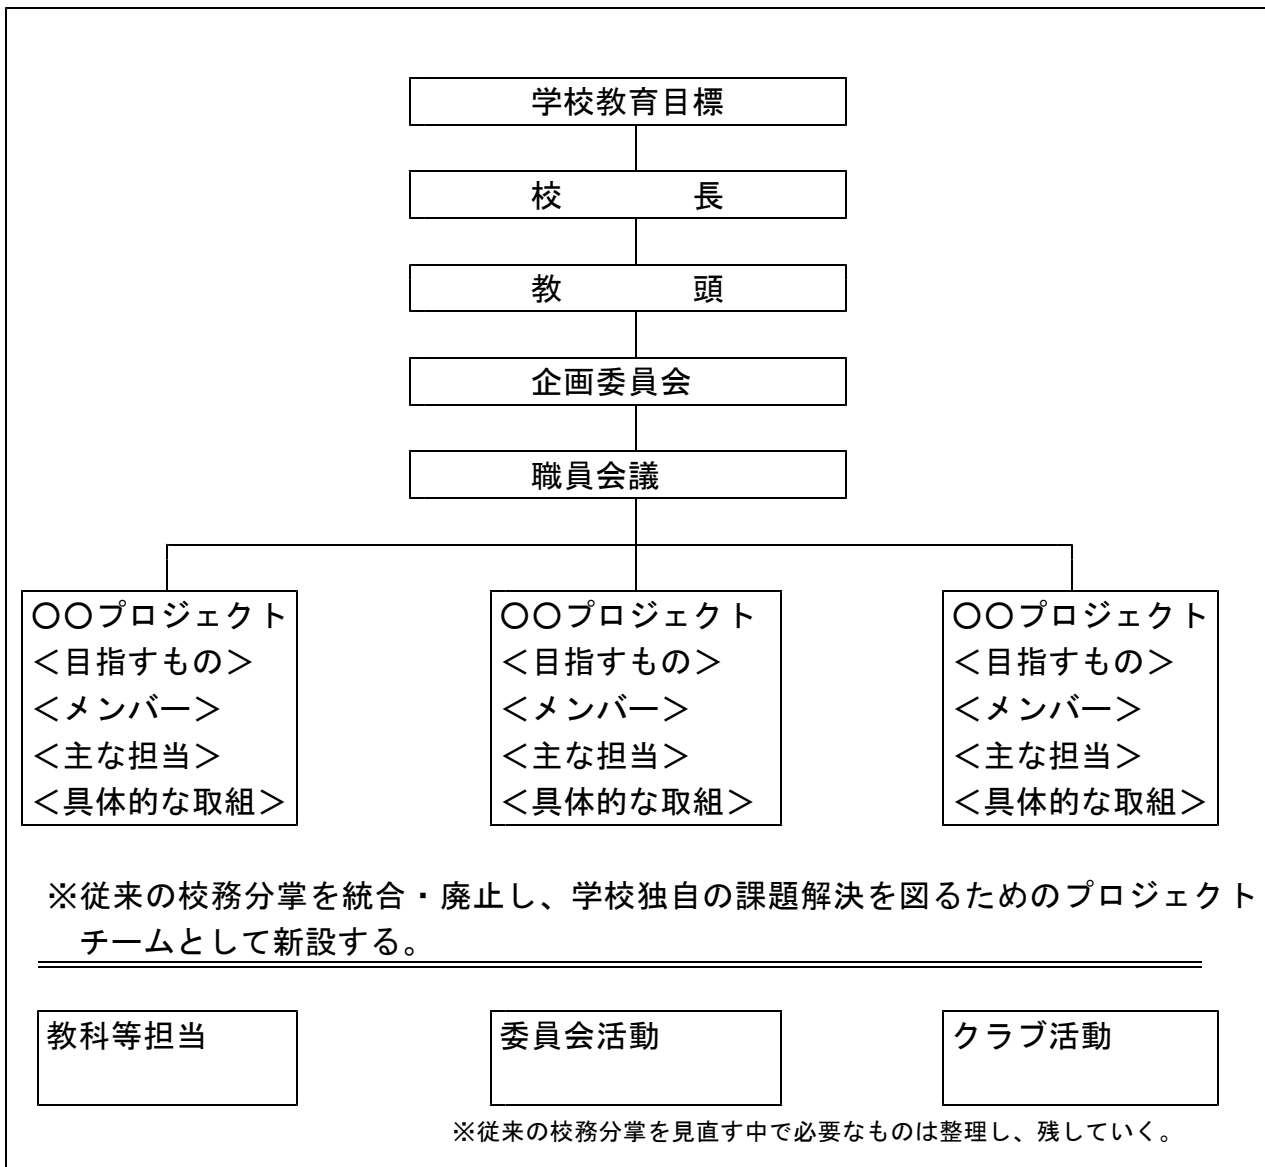 学校教育目標
校　　　　長
教　　　　頭
企画委員会
職員会議
〇〇プロジェクト
＜目指すもの＞
＜メンバー＞
＜主な担当＞
＜具体的な取組＞
〇〇プロジェクト
＜目指すもの＞
＜メンバー＞
＜主な担当＞
＜具体的な取組＞
〇〇プロジェクト
＜目指すもの＞
＜メンバー＞
＜主な担当＞
＜具体的な取組＞
※従来の校務分掌を統合・廃止し、学校独自の課題解決を図るためのプロジェクト
チームとして新設する。
教科等担当
委員会活動
クラブ活動
※従来の校務分掌を見直す中で必要なものは整理し、残していく。